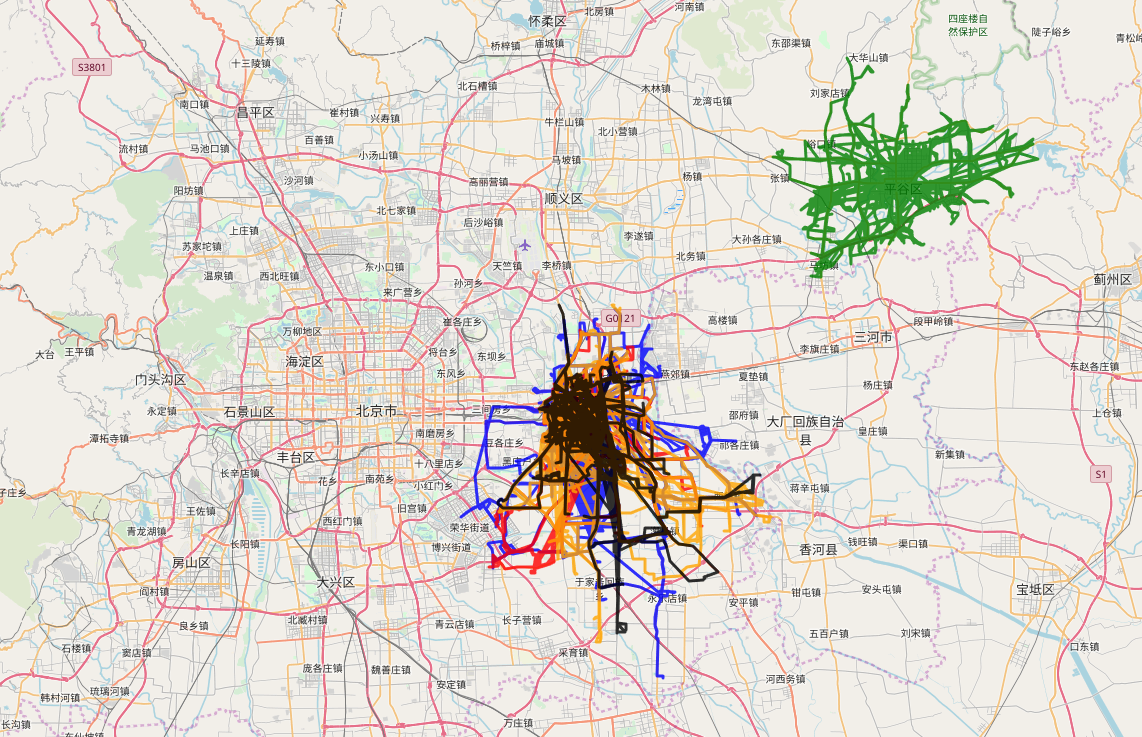 怀柔区
北房镇
河南镇
四座楼自
然保护区
陡子峪乡
延寿镇
桥梓镇
庙城镇
东邵渠镇
十三陵镇
S3801
大华山镇
北石槽镇
木林镇
刘家店镇
龙湾屯镇
南口镇
昌平区
崔村镇
兴寿镇
牛栏山镇
北小营镇
百善镇
流村镇
马池口镇
小汤山镇
马坡镇
峪口镇
沙河镇
高丽营镇
杨镇
张镇
阳坊镇
平谷区
顺义区
北七家镇
后沙峪镇
上庄镇
李遂镇
大孙各庄镇
苏家坨镇
北务镇
温泉镇
西北旺镇
东小口镇
天竺镇
李桥镇
孙河乡
蓟州区
来广营乡
崔各庄乡
高楼镇
段甲岭镇
万柳地区
三河市
大台
王平镇
海淀区
将台乡
东坝乡
李旗庄镇
东赵各庄镇
门头沟区
东风乡
燕郊镇
夏垫镇
杨庄镇
永定镇
石景山区
北京市
三间房乡
邵府镇
上仓镇
大厂回族自治
县
潭拓寺镇
南磨房乡
豆各庄乡
祁各庄镇
皇庄镇
丰台区
十八里店乡
新集镇
长辛店镇
花乡
南苑乡
小红门乡
S1
蒋辛屯镇
王佐镇
旧宫镇
西红门镇
荣华街道
青龙湖镇
长阳镇
博兴街道
香河县
钱旺镇
渠口镇
房山区
大兴区
阎村镇
永乐店镇
安平镇
钳屯镇
安头屯镇
宝坻区
良乡镇
北臧村镇
青云店镇
长子营镇
五百户镇
刘宋镇
石楼镇
窦店镇
采育镇
口东镇
庞各庄镇
魏善庄镇
安定镇
河西务镇
韩村河镇
琉璃河镇
长沟镇
万庄镇